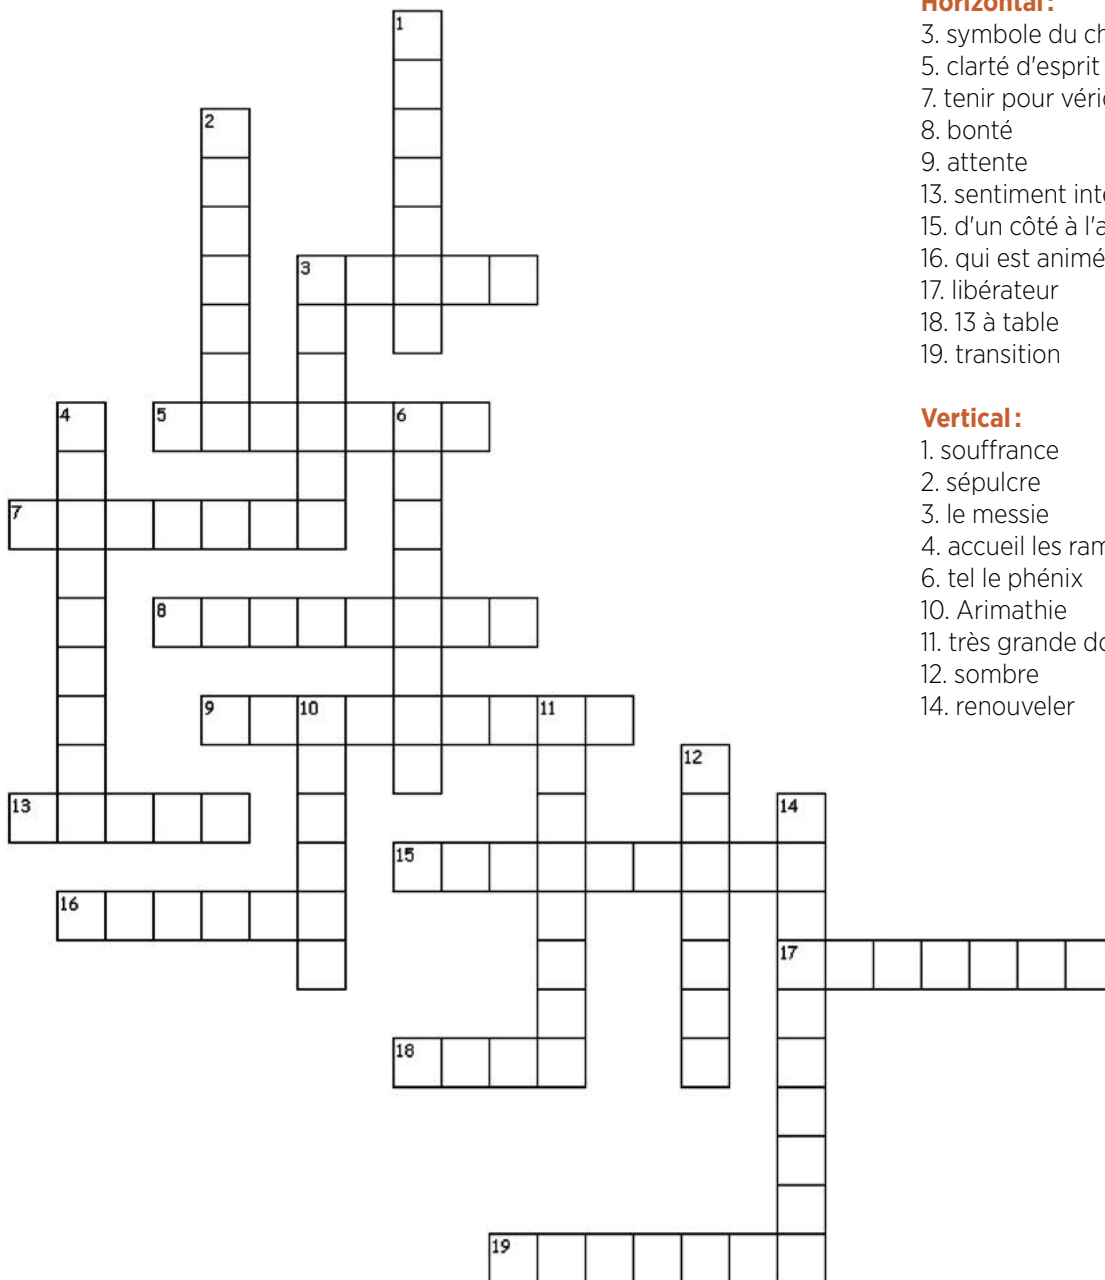 Horizontal :
3. symbole du ch
5. clarté d'esprit
7. tenir pour véri
8. bonté
9. attente
13. sentiment int
15. d'un côté à l'a
16. qui est animé
17. libérateur
18. 13 à table
19. transition
Vertical :
1. souffrance
2. sépulcre
3. le messie
4. accueil les ram
6. tel le phénix
10. Arimathie
11. très grande do
12. sombre
14. renouveler
1
2
3
4
5
6
7
8
9
10
11
12
13
14
15
16
17
18
19